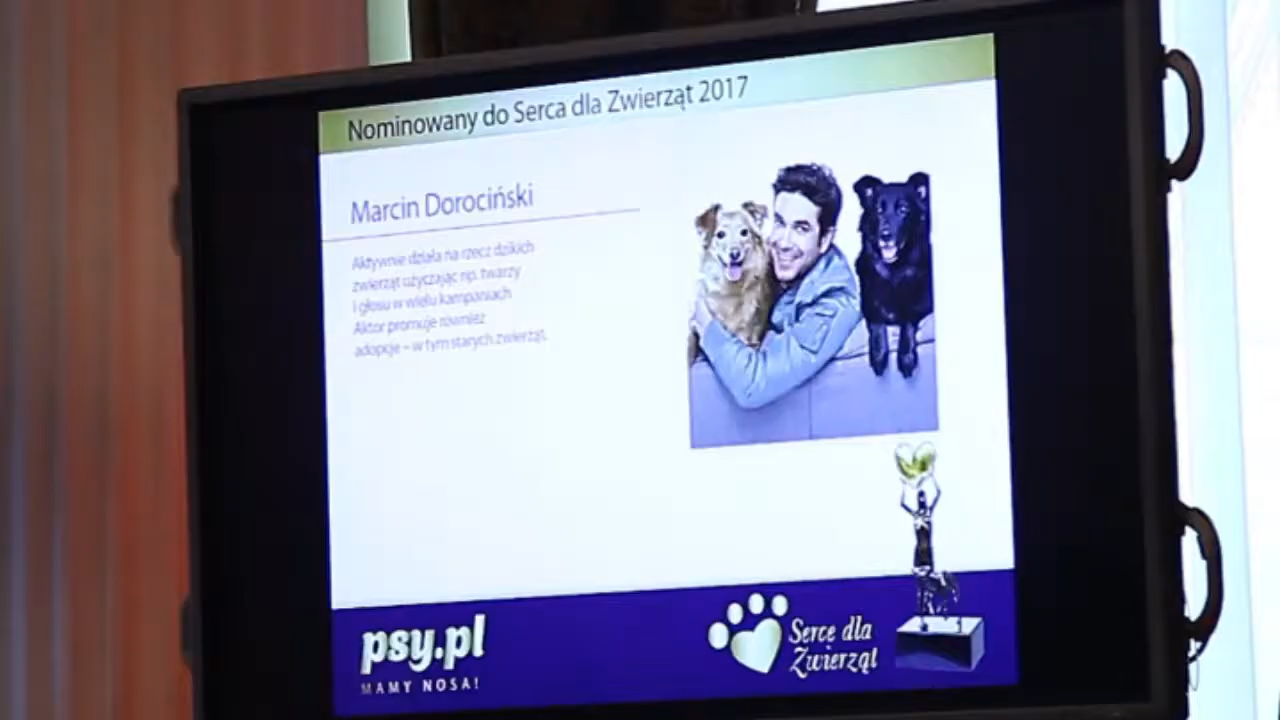 Nominowany do Serca dla Zwierząt 2017
Marcin Dorociński
Aktywnie działa na rzecz dzikich
zwierząt użyczając np. twarzy
i głosu w wielu kampaniach
Aktor promuje również
adopcje – w tym starych zwierząt.
psy.pl
MAMY NOSA!
Serce dla
Zwierząt